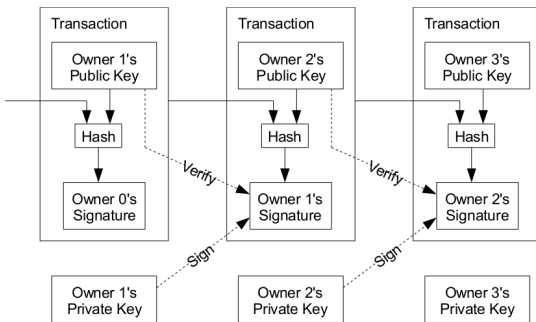 Transaction
Owner 1's
Public Key
Hash
Owner 0's
Signature
Transaction
Owner 2's
Public Key
Hash
Verify
Owner 1's
Signature
Transaction
Owner 3's
Public Key
Hash
Verify
Owner 2's
Signature
Owner 1's
Private Key
Sign
Owner 2's
Private Key
Sign
Owner 3's
Private Key